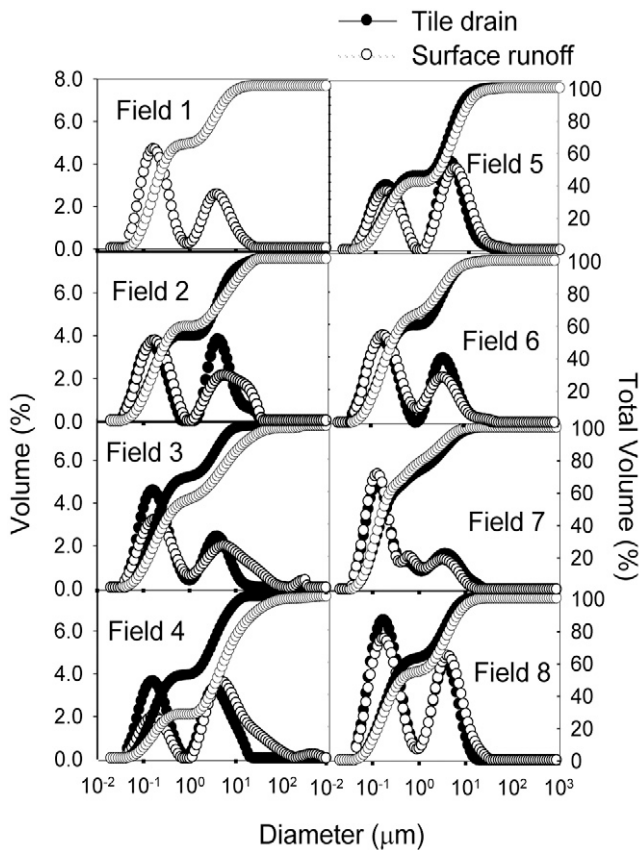 Tile drain
Surface runoff
8.0
6.0
4.0
2.0
0.0
Field 1
100
80
60
40
20
Field 5
6.0
4.0
2.0
0.0
Field 2
100
80
60
40
20
Field 6
6.0
4.0
2.0
0.0
Field 3
100
80
60
40
20
Field 7
6.0
4.0
2.0
0.0
Field 4
100
80
60
40
20
0
Field 8
10⁻² 10⁻¹ 10⁰ 10¹ 10² 10⁻² 10⁻¹ 10⁰ 10¹ 10² 10³
Volume (%)
Total Volume (%)
Diameter (μm)